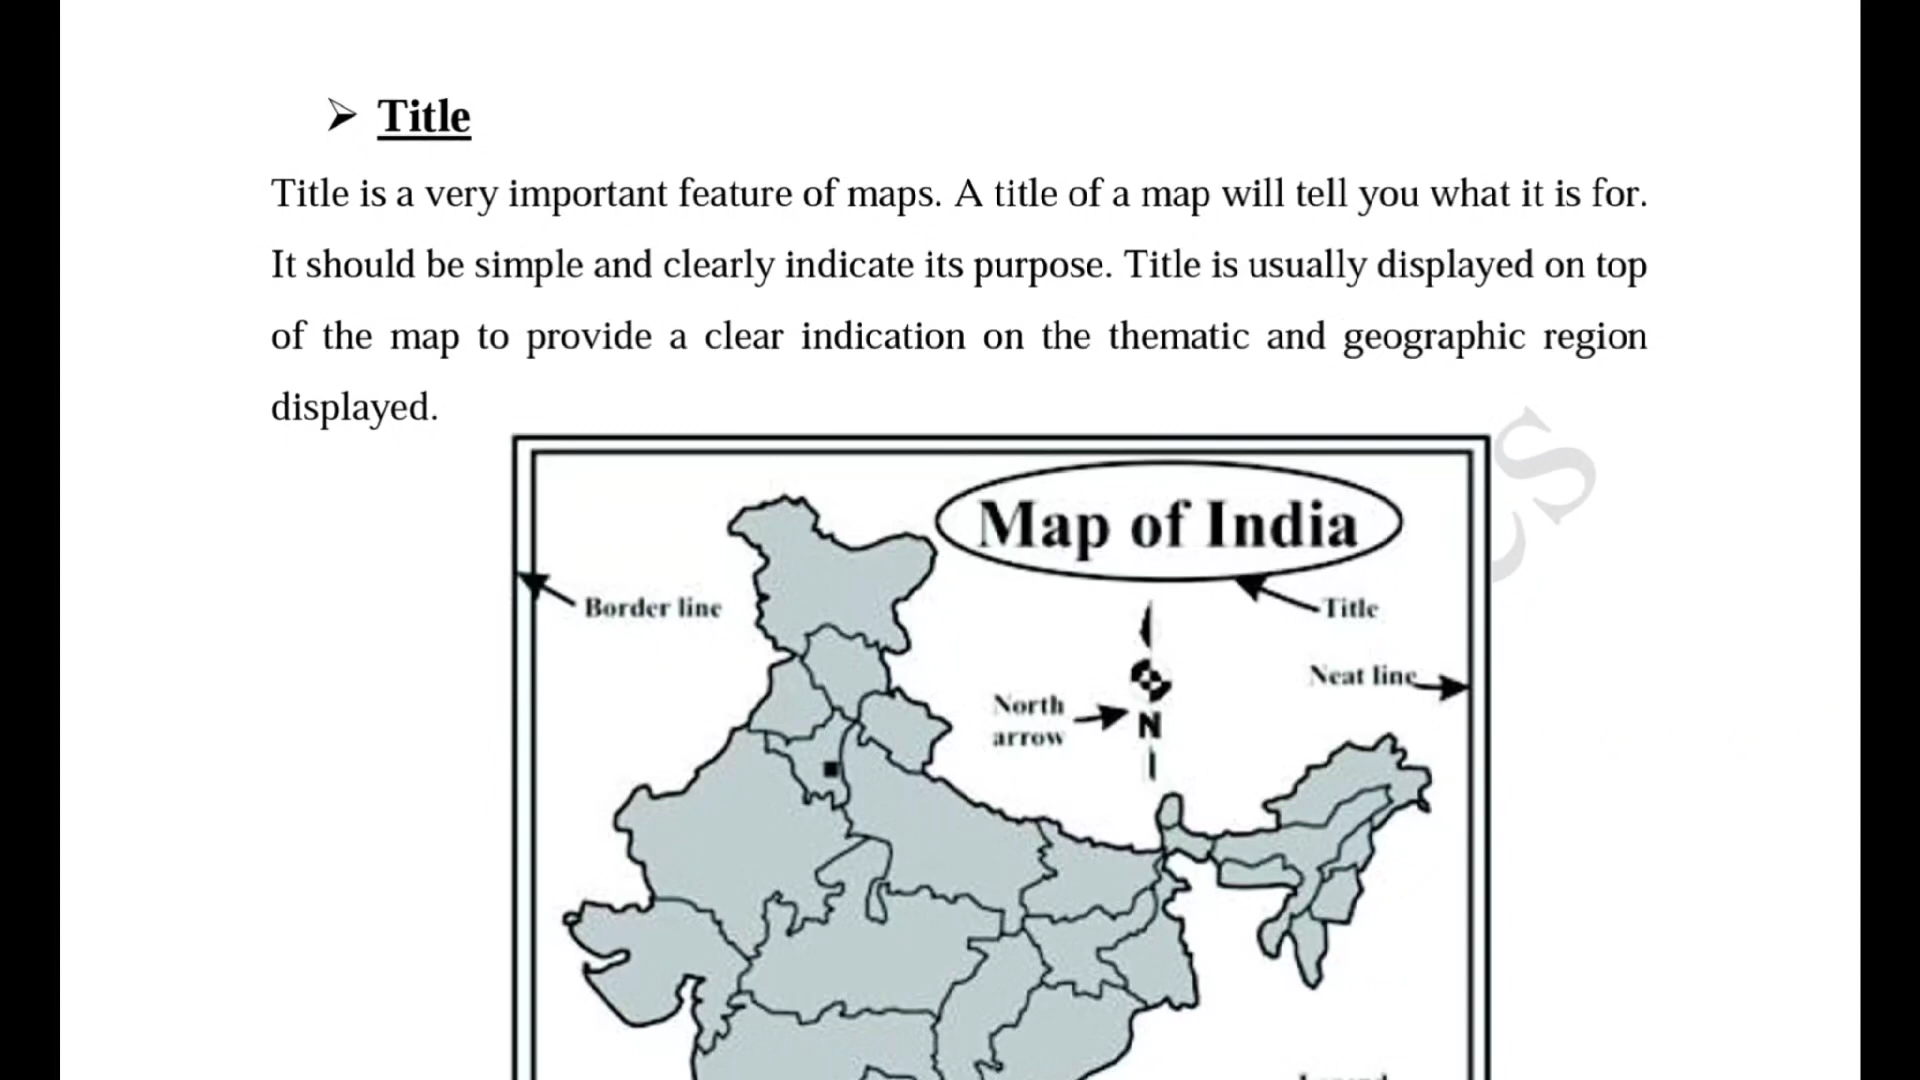 Title
Title is a very important feature of maps. A title of a map will tell you what it is for.
It should be simple and clearly indicate its purpose. Title is usually displayed on top
of the map to provide a clear indication on the thematic and geographic region
displayed.
Map of India
Border line
Title
Neat line
North
arrow
N